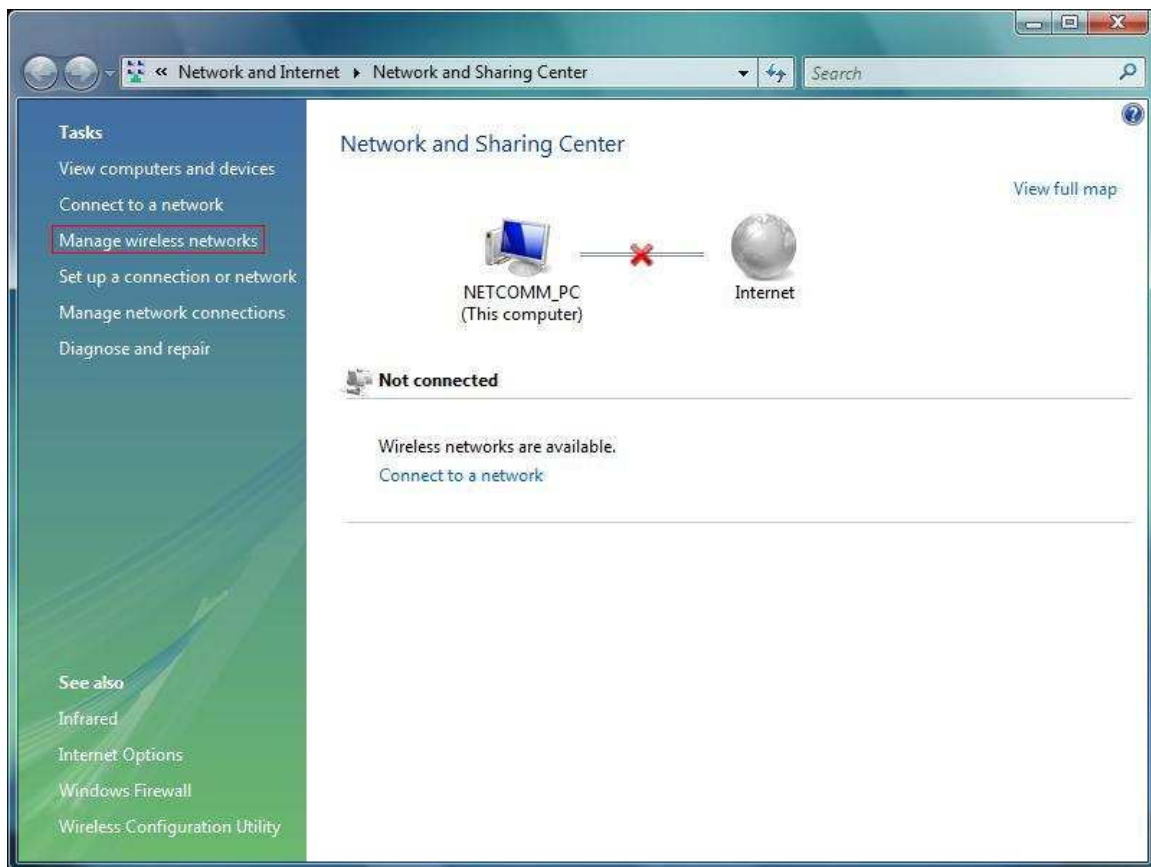 « Network and Internet ▸ Network and Sharing Center
Search
Tasks
View computers and devices
Connect to a network
Manage wireless networks
Set up a connection or network
Manage network connections
Diagnose and repair
See also
Infrared
Internet Options
Windows Firewall
Wireless Configuration Utility
Network and Sharing Center
View full map
NETCOMM_PC
(This computer)
Internet
Not connected
Wireless networks are available.
Connect to a network